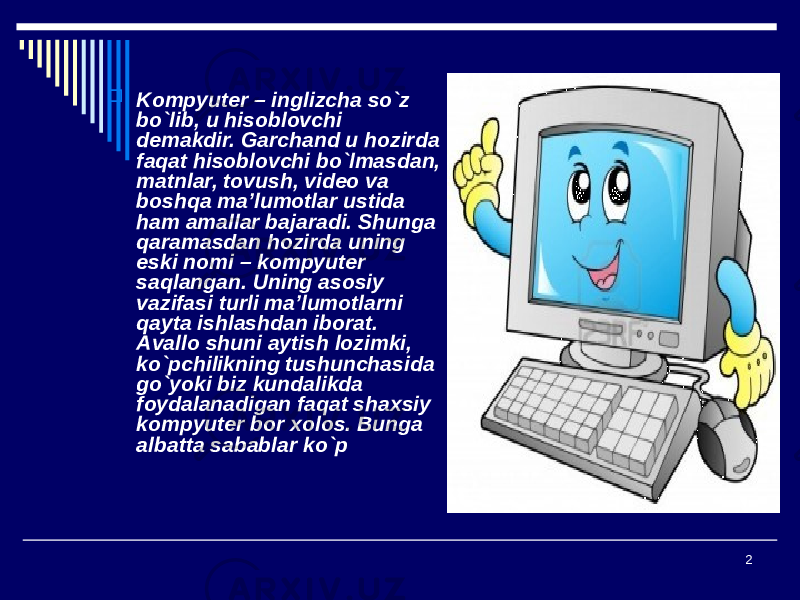 ARXIV.UZ
Kompyuter – inglizcha so`z
bo`lib, u hisoblovchi
demakdir. Garchand u hozirda
faqat hisoblovchi bo`lmasdan,
matnlar, tovush, video va
boshqa ma’lumotlar ustida
ham amallar bajaradi. Shunga
qaramasdan hozirda uning
eski nomi – kompyuter
saqlangan. Uning asosiy
vazifasi turli ma’lumotlarni
qayta ishlashdan iborat.
Avallo shuni aytish lozimki,
ko`pchilikning tushunchasida
go`yoki biz kundalikda
foydalanadigan faqat shaxsiy
kompyuter bor xolos. Bunga
albatta sabablar ko`p
123RF
2
ARXIV.UZ